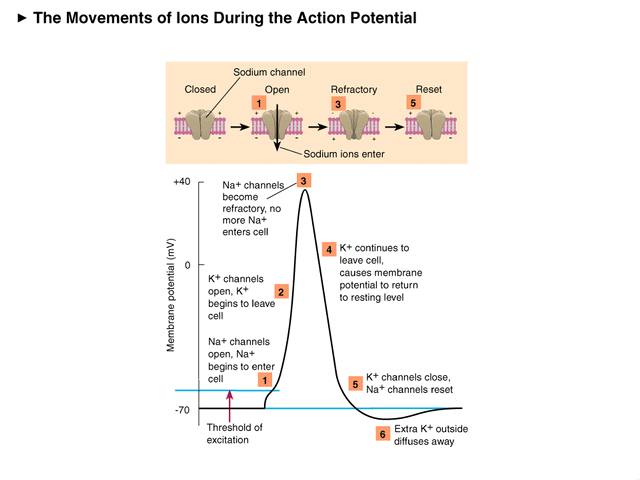 ► The Movements of Ions During the Action Potential
Sodium channel
Closed
Open
Refractory
Reset
1
3
5
+ +
+ +
- -
+ +
- -
- -
+ +
- -
Sodium ions enter
+40
0
-70
Membrane potential (mV)
Na+ channels
become
refractory, no
more Na+
enters cell
3
K+ channels
open, K+
begins to leave
cell
2
Na+ channels
open, Na+
begins to enter
cell
1
4
K+ continues to
leave cell,
causes membrane
potential to return
to resting level
5
K+ channels close,
Na+ channels reset
6
Extra K+ outside
diffuses away
Threshold of
excitation